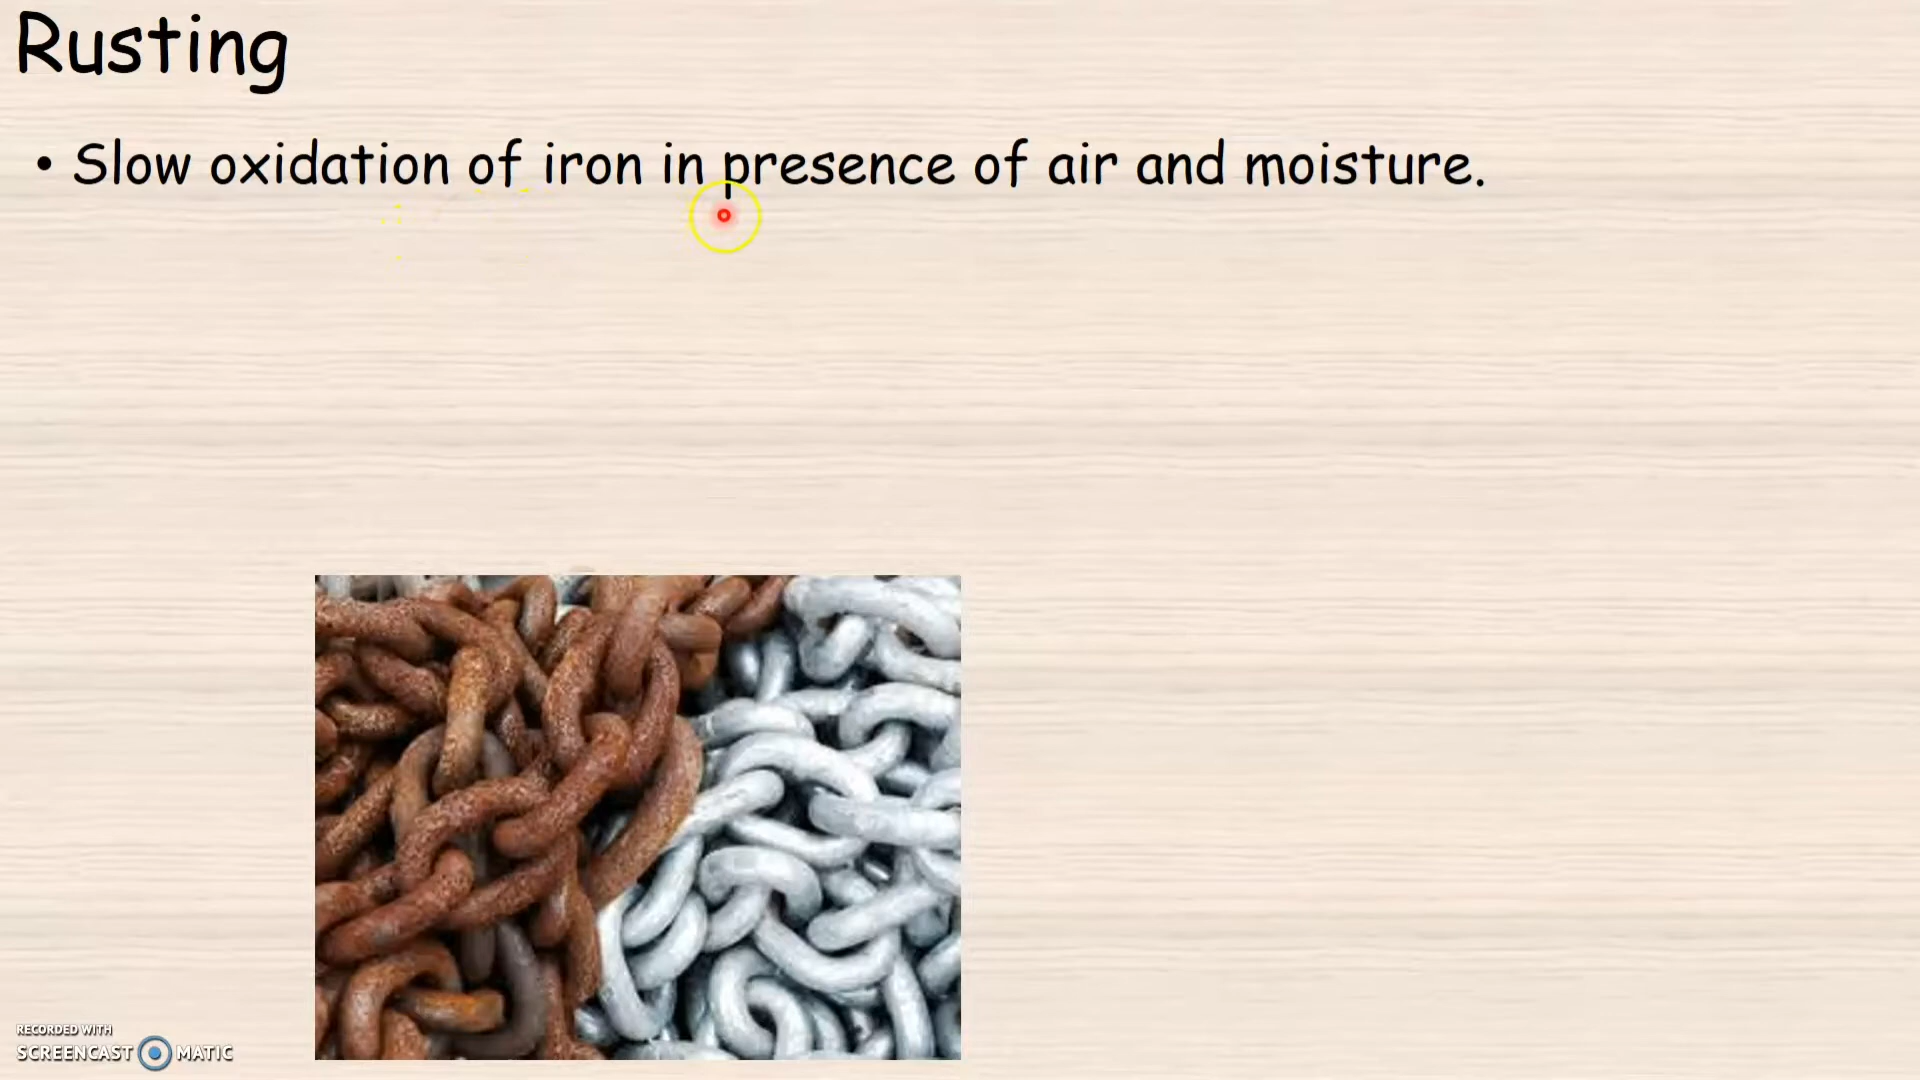 Rusting
• Slow oxidation of iron in presence of air and moisture.
RECORDED WITH
SCREENCAST MATIC